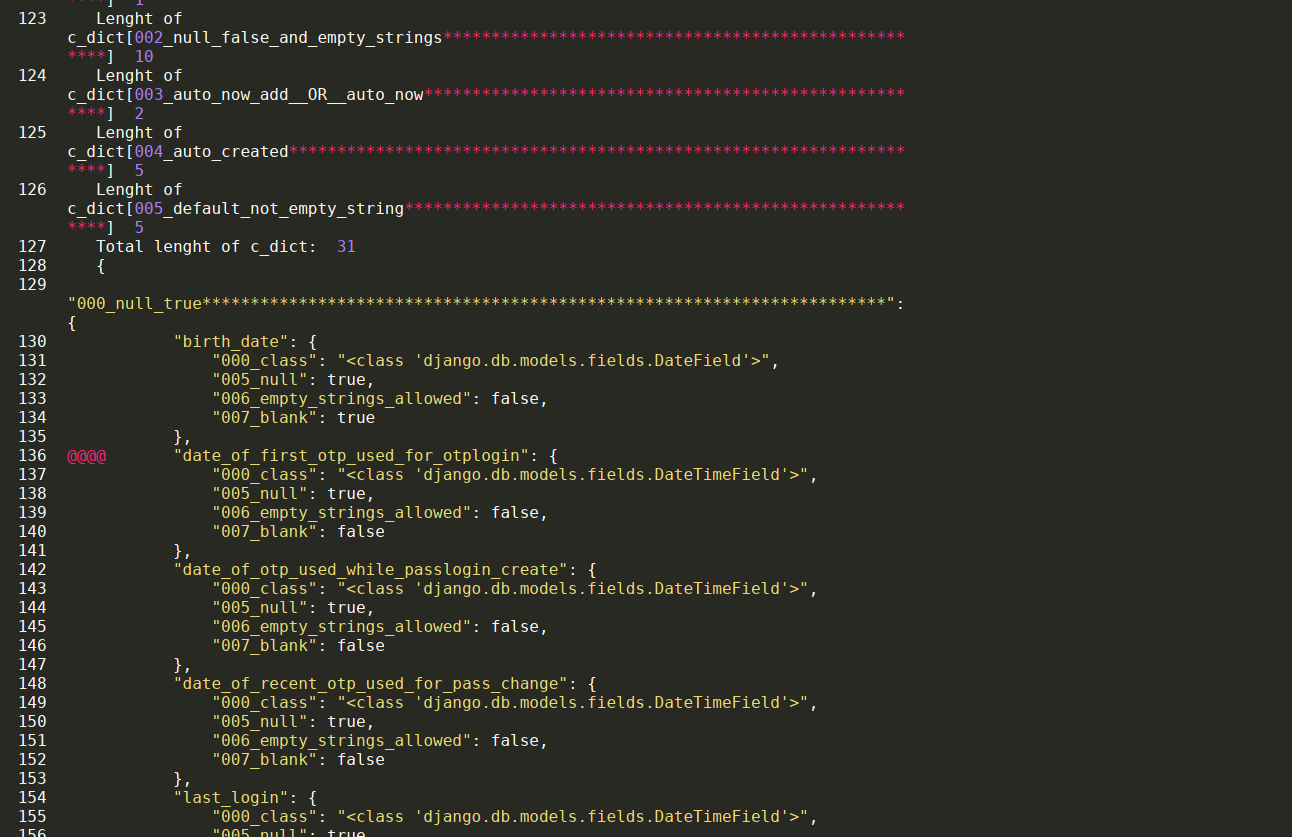 ****]  1
123 Lenght of
c_dict[002_null_false_and_empty_strings************************************************
****]  10
124 Lenght of
c_dict[003_auto_now_add__OR__auto_now**************************************************
****]  2
125 Lenght of
c_dict[004_auto_created****************************************************************
****]  5
126 Lenght of
c_dict[005_default_not_empty_string****************************************************
****]  5
127 Total lenght of c_dict:  31
128 {
129
"000_null_true***********************************************************************":
{
130 "birth_date": {
131 "000_class": "<class 'django.db.models.fields.DateField'>",
132 "005_null": true,
133 "006_empty_strings_allowed": false,
134 "007_blank": true
135 },
136 @@@@ "date_of_first_otp_used_for_otplogin": {
137 "000_class": "<class 'django.db.models.fields.DateTimeField'>",
138 "005_null": true,
139 "006_empty_strings_allowed": false,
140 "007_blank": false
141 },
142 "date_of_otp_used_while_passlogin_create": {
143 "000_class": "<class 'django.db.models.fields.DateTimeField'>",
144 "005_null": true,
145 "006_empty_strings_allowed": false,
146 "007_blank": false
147 },
148 "date_of_recent_otp_used_for_pass_change": {
149 "000_class": "<class 'django.db.models.fields.DateTimeField'>",
150 "005_null": true,
151 "006_empty_strings_allowed": false,
152 "007_blank": false
153 },
154 "last_login": {
155 "000_class": "<class 'django.db.models.fields.DateTimeField'>",
156 "005_null": true